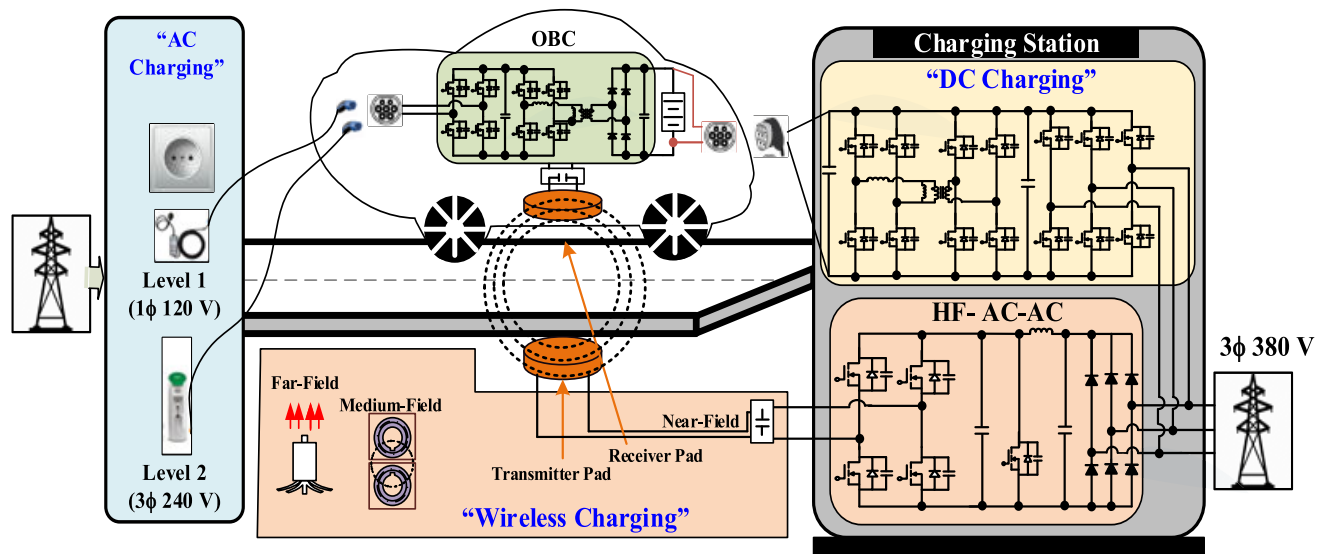 “AC
Charging”
Level 1
(1ϕ 120 V)
Level 2
(3ϕ 240 V)
OBC
Charging Station
“DC Charging”
HF- AC-AC
3ϕ 380 V
Far-Field
Medium-Field
Near-Field
Receiver Pad
Transmitter Pad
“Wireless Charging”